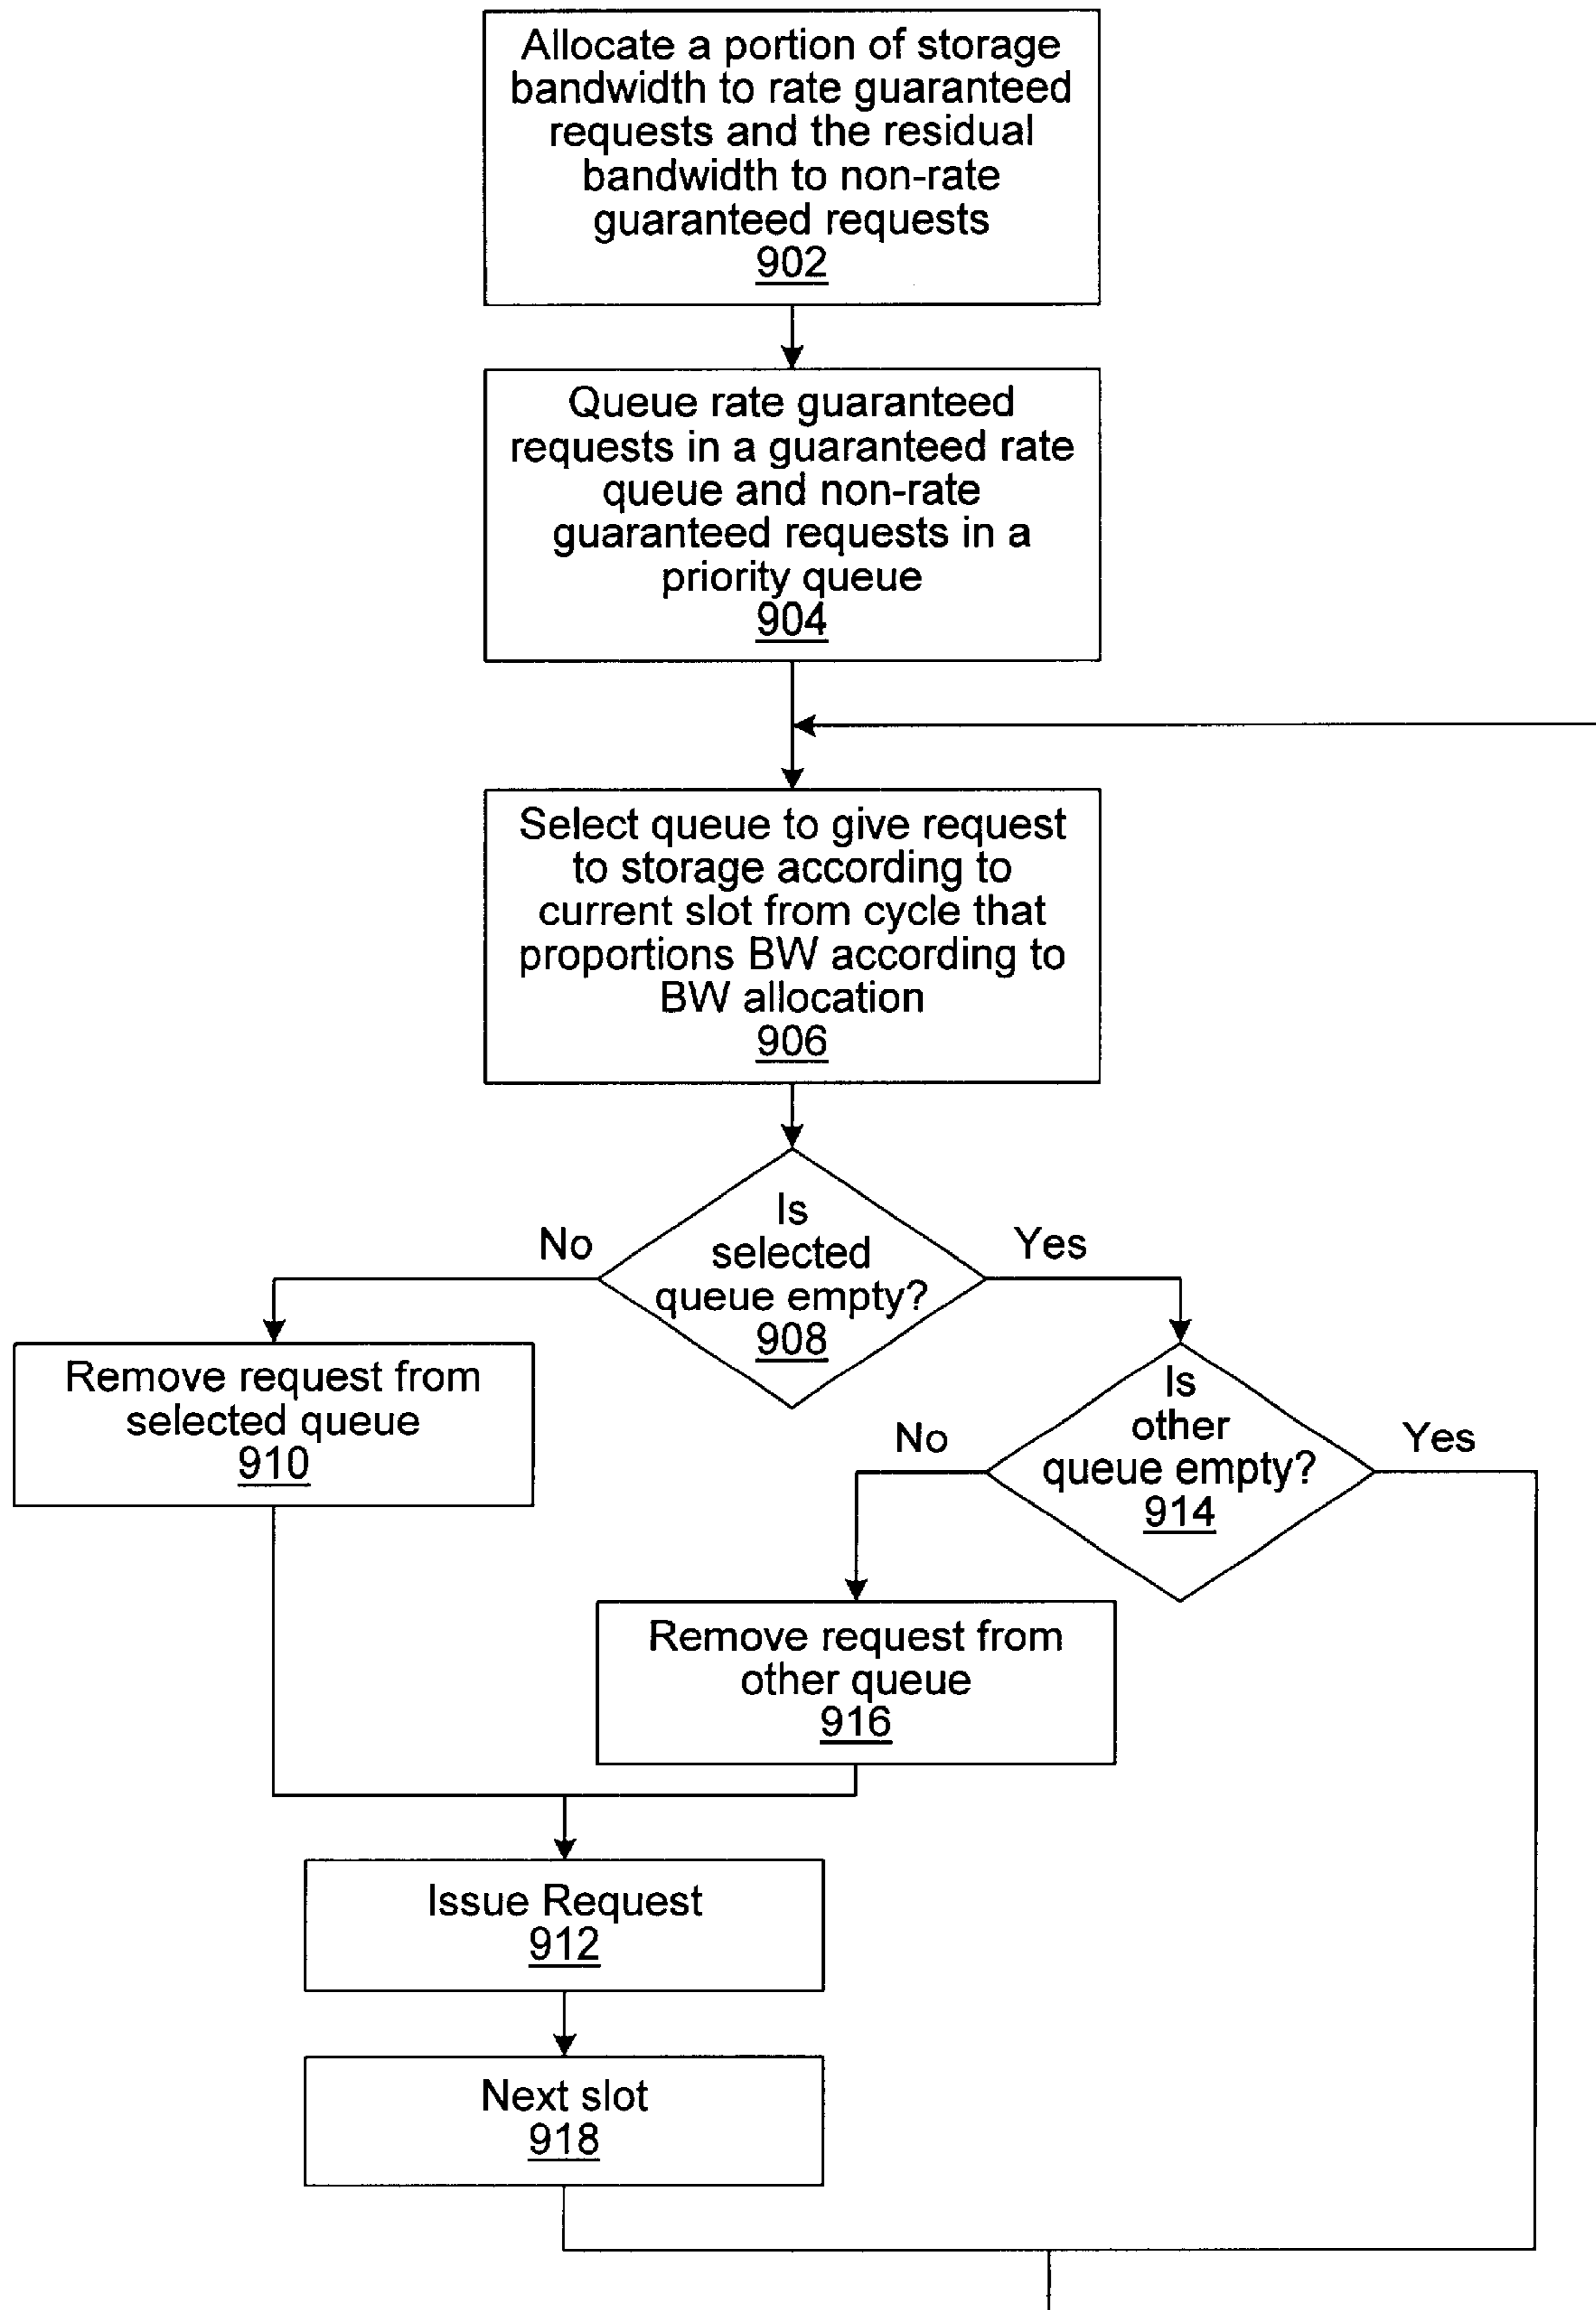 Allocate a portion of storage
bandwidth to rate guaranteed
requests and the residual
bandwidth to non-rate
guaranteed requests
902
Queue rate guaranteed
requests in a guaranteed rate
queue and non-rate
guaranteed requests in a
priority queue
904
Select queue to give request
to storage according to
current slot from cycle that
proportions BW according to
BW allocation
906
Is
selected
queue empty?
908
No
Yes
Remove request from
selected queue
910
Is
other
queue empty?
914
No
Yes
Remove request from
other queue
916
Issue Request
912
Next slot
918